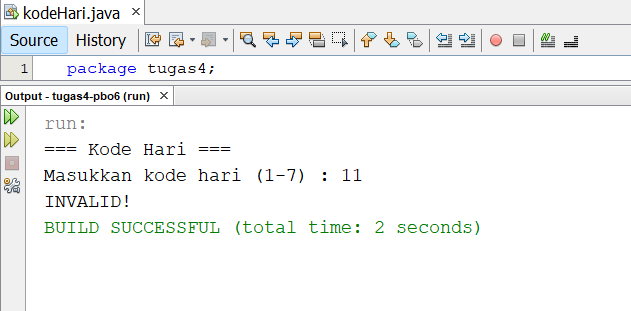 kodeHari.java ×
Source History
1 package tugas4;
Output - tugas4-pbo6 (run) ×
run:
=== Kode Hari ===
Masukkan kode hari (1-7) : 11
INVALID!
BUILD SUCCESSFUL (total time: 2 seconds)